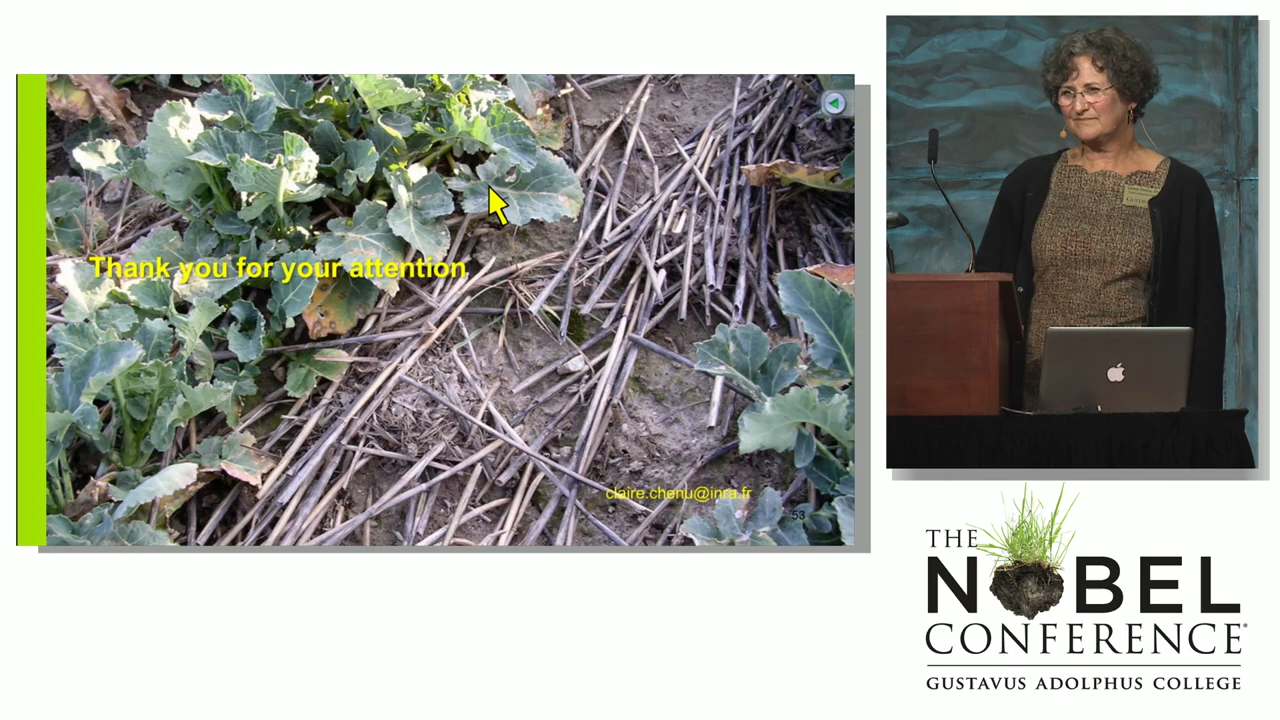 Thank you for your attention
claire.chenu@inra.fr
53
THE
NOBEL
CONFERENCE®
GUSTAVUS ADOLPHUS COLLEGE